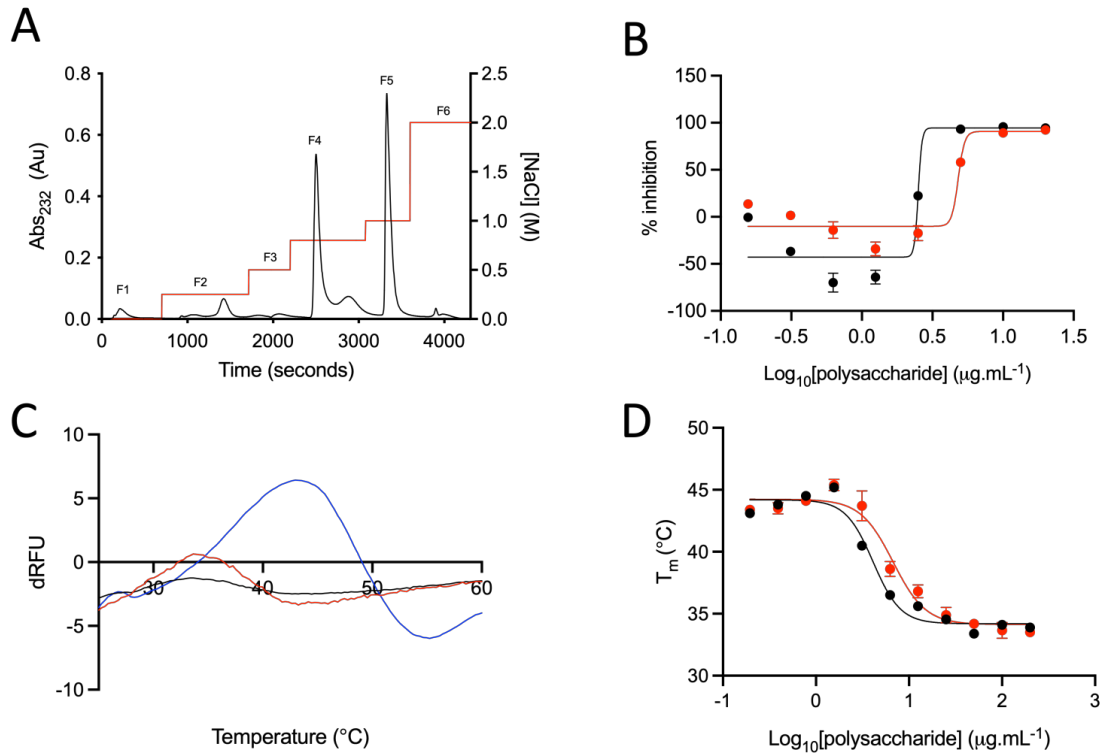 A
0.8
0.6
0.4
0.2
0.0
Abs232 (Au)
F1
F2
F3
F4
F5
F6
2.5
2.0
1.5
1.0
0.5
0.0
[NaCl] (M)
0
1000
2000
3000
4000
Time (seconds)
B
150
100
50
0
-50
-100
% inhibition
-1.0
-0.5
0.0
0.5
1.0
1.5
Log10[polysaccharide] (μg.mL-1)
C
10
5
0
-5
-10
dRFU
30
40
50
60
Temperature (°C)
D
50
45
40
35
30
Tm (°C)
-1
0
1
2
3
Log10[polysaccharide] (μg.mL-1)